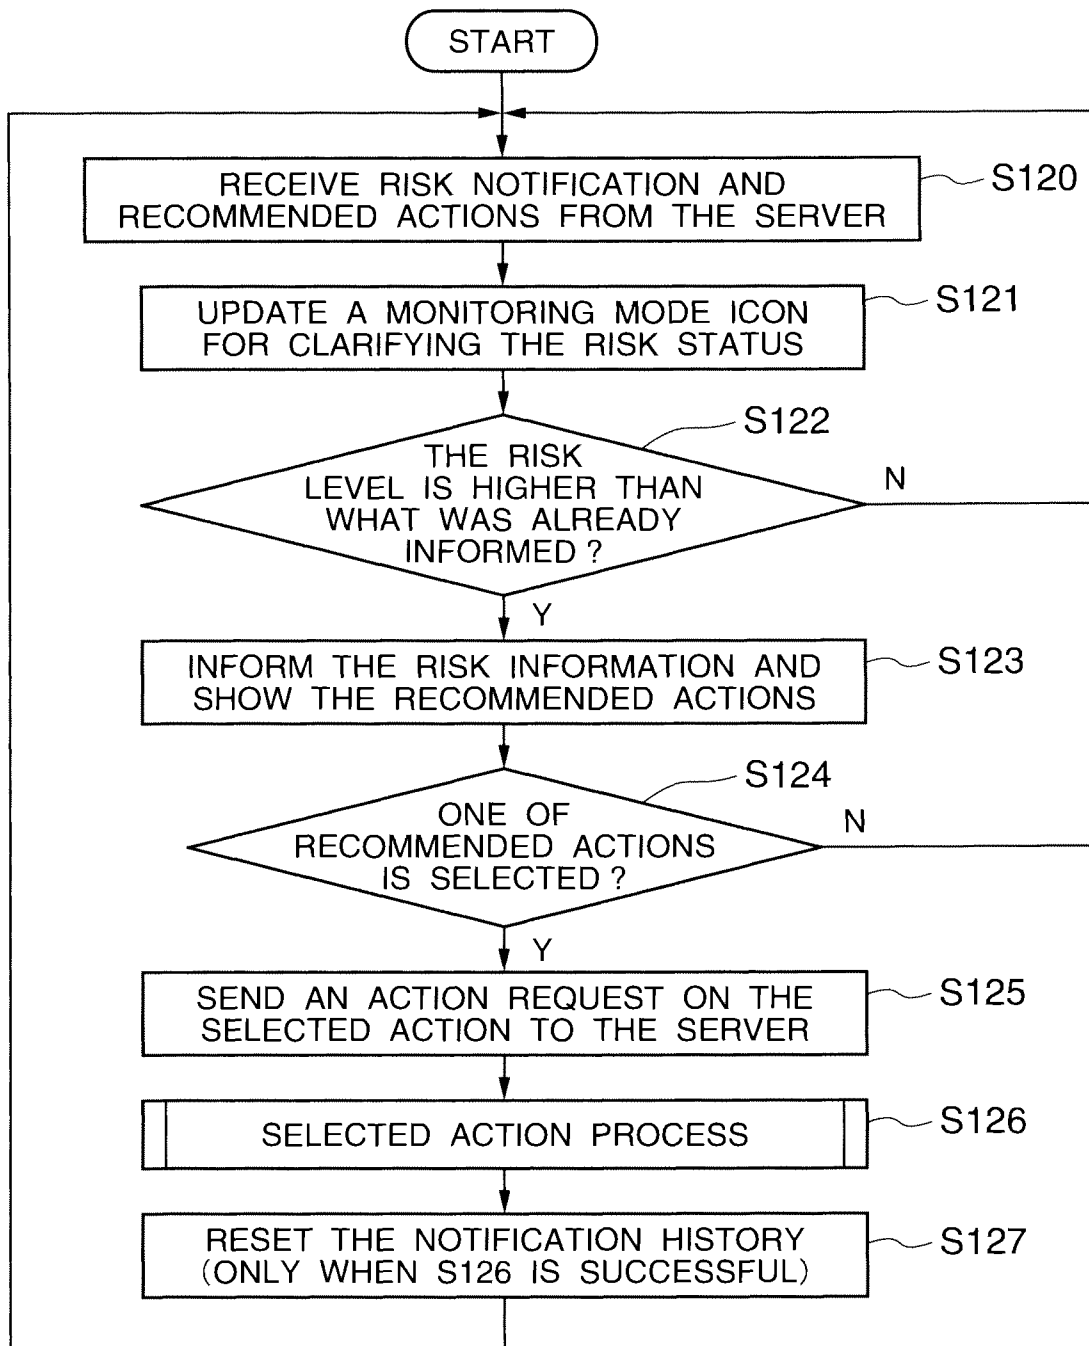 START
RECEIVE RISK NOTIFICATION AND
RECOMMENDED ACTIONS FROM THE SERVER
S120
UPDATE A MONITORING MODE ICON
FOR CLARIFYING THE RISK STATUS
S121
S122
THE RISK
LEVEL IS HIGHER THAN
WHAT WAS ALREADY
INFORMED ?
N
Y
INFORM THE RISK INFORMATION AND
SHOW THE RECOMMENDED ACTIONS
S123
S124
ONE OF
RECOMMENDED ACTIONS
IS SELECTED ?
N
Y
SEND AN ACTION REQUEST ON THE
SELECTED ACTION TO THE SERVER
S125
SELECTED ACTION PROCESS
S126
RESET THE NOTIFICATION HISTORY
(ONLY WHEN S126 IS SUCCESSFUL)
S127